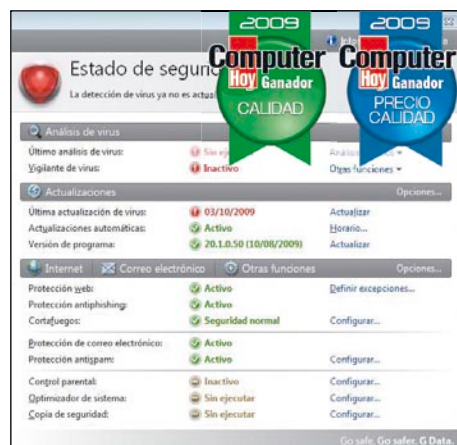 2009
Computer
Hoy Ganador
CALIDAD
2009
Computer
Hoy Ganador
PRECIO
CALIDAD
Estado de segur
La detección de virus ya no es actu
Análisis de virus
Último análisis de virus: Sin eje Análisis
Vigilante de virus: Inactivo Otras funciones
Actualizaciones Opciones...
Última actualización de virus: 03/10/2009 Actualizar
Actualizaciones automáticas: Activo Horario...
Versión de programa: 20.1.0.50 (10/08/2009) Actualizar
Internet Correo electrónico Otras funciones Opciones...
Protección web: Activo Definir excepciones...
Protección antiphishing: Activo
Cortafuegos: Seguridad normal Configurar...
Protección de correo electrónico: Activo
Protección antispam: Activo Configurar...
Control parental: Inactivo Configurar...
Optimizador de sistema: Sin ejecutar Configurar...
Copia de seguridad: Sin ejecutar Configurar...
Go safe. Go safer. G Data.